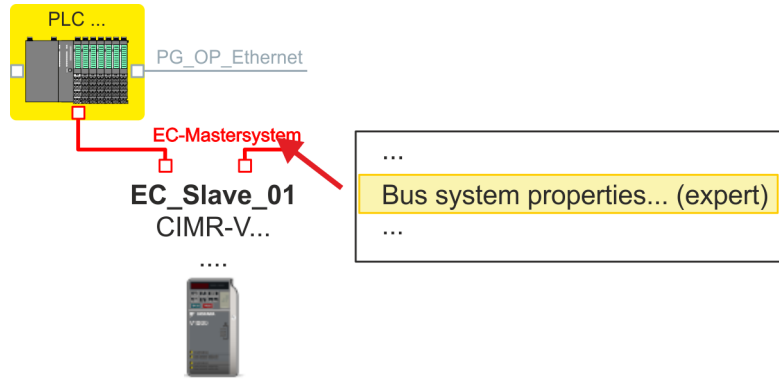 PLC ...
PG_OP_Ethernet
EC-Mastersystem
...
Bus system properties... (expert)
...
EC_Slave_01
CIMR-V...
....